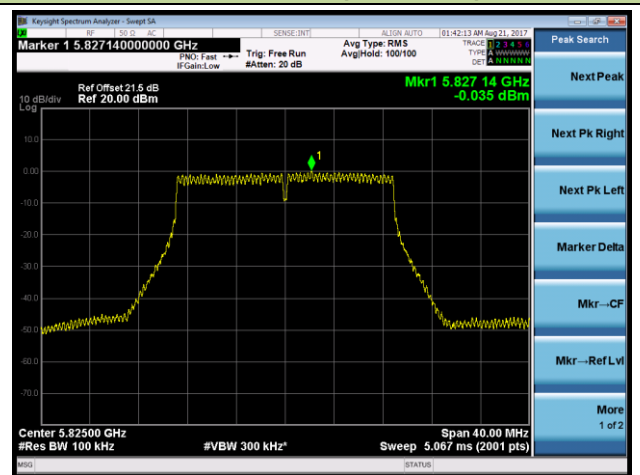 Keysight Spectrum Analyzer - Swept SA
RF 50 Ω AC SENSE:INT ALIGN AUTO 01:42:13 AM Aug 21, 2017
Marker 1 5.827140000000 GHz
PNO: Fast
IFGain:Low
Trig: Free Run
#Atten: 20 dB
Avg Type: RMS
Avg|Hold: 100/100
TRACE 1 2 3 4 5 6
TYPE A WWWWW
DET A N N N N N
Peak Search
Ref Offset 21.5 dB
10 dB/div Ref 20.00 dBm
Log
Mkr1 5.827 14 GHz
-0.035 dBm
Next Peak
Next Pk Right
Next Pk Left
Marker Delta
Mkr→CF
Mkr→Ref Lvl
More
1 of 2
1
10.0
0.00
-10.0
-20.0
-30.0
-40.0
-50.0
-60.0
-70.0
Center 5.82500 GHz Span 40.00 MHz
#Res BW 100 kHz #VBW 300 kHz* Sweep 5.067 ms (2001 pts)
MSG STATUS